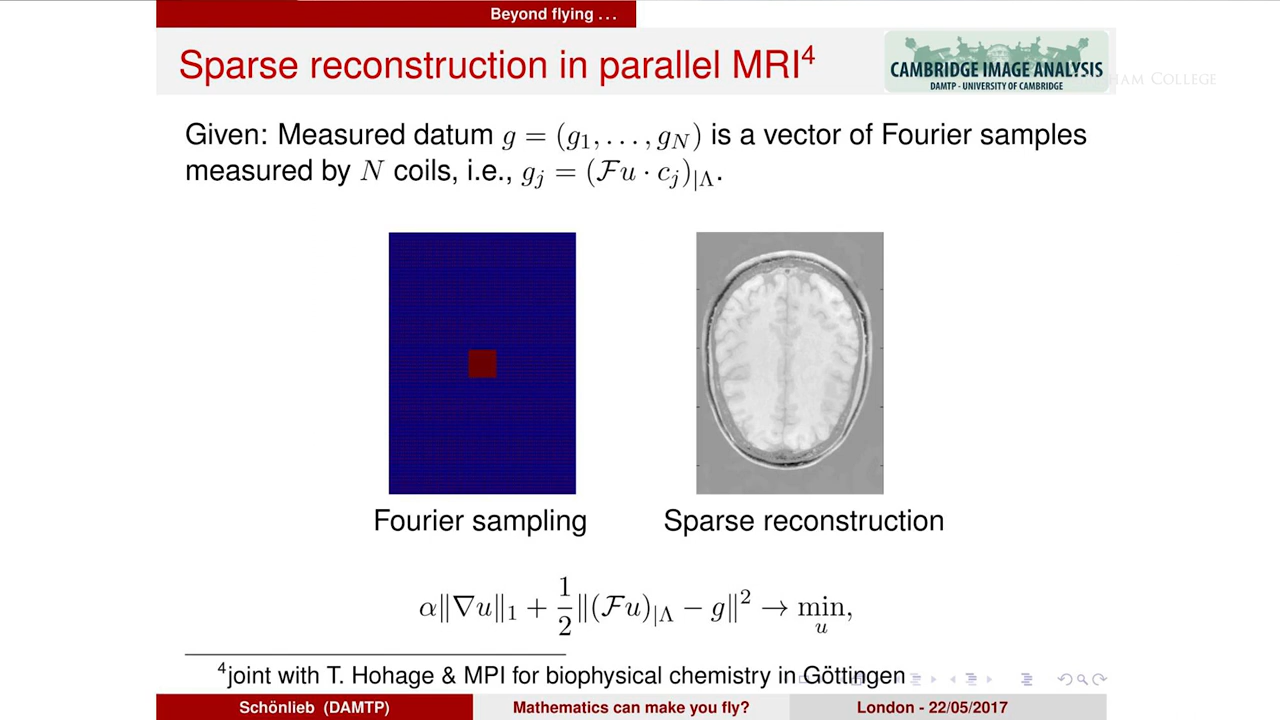 Beyond flying ...
Sparse reconstruction in parallel MRI⁴
CAMBRIDGE IMAGE ANALYSIS
DAMTP - UNIVERSITY OF CAMBRIDGE
COLLEGE
Given: Measured datum g = (g₁, . . . , g_N) is a vector of Fourier samples
measured by N coils, i.e., g_j = (ℱu · c_j)_|Λ.
Fourier sampling
Sparse reconstruction
α‖∇u‖₁ + 1/2‖(ℱu)_|Λ − g‖² → min_u,
⁴joint with T. Hohage & MPI for biophysical chemistry in Göttingen
Schönlieb (DAMTP)
Mathematics can make you fly?
London - 22/05/2017